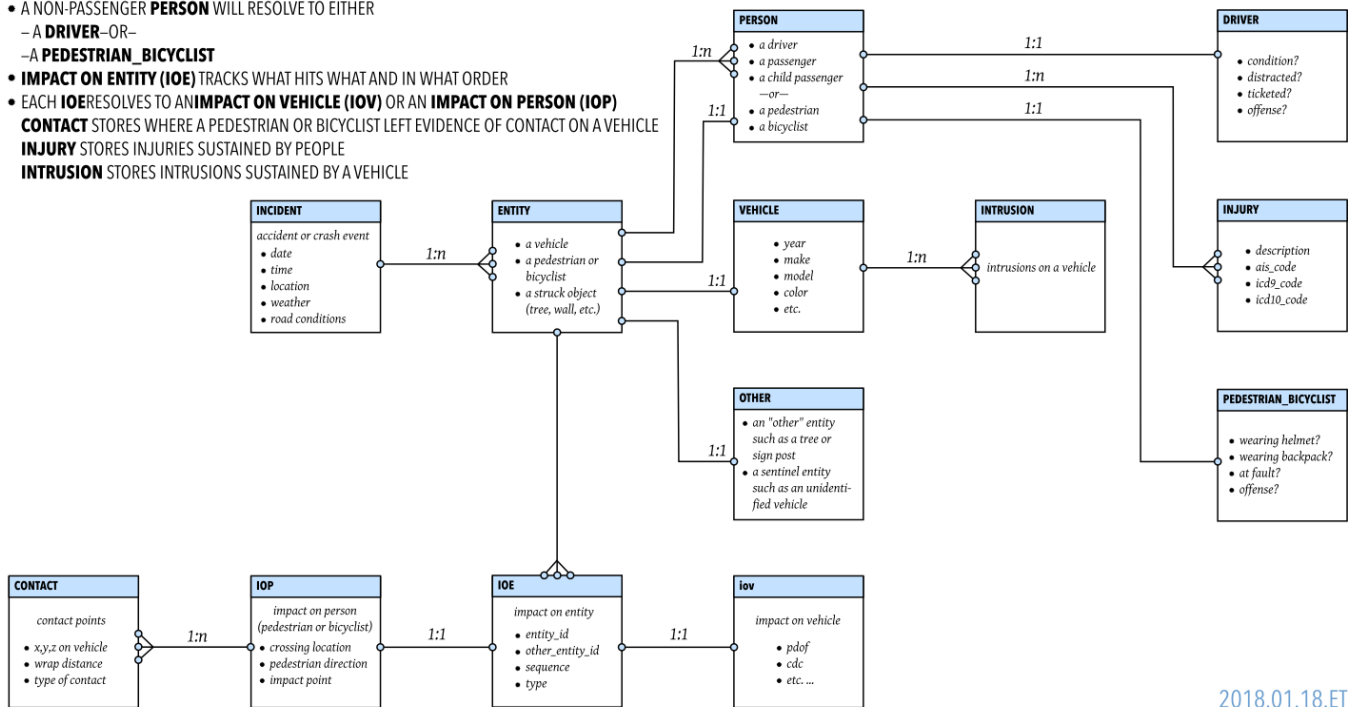 • A NON-PASSENGER PERSON WILL RESOLVE TO EITHER
– A DRIVER–OR–
–A PEDESTRIAN_BICYCLIST
• IMPACT ON ENTITY (IOE) TRACKS WHAT HITS WHAT AND IN WHAT ORDER
• EACH IOERESOLVES TO ANIMPACT ON VEHICLE (IOV) OR AN IMPACT ON PERSON (IOP)
CONTACT STORES WHERE A PEDESTRIAN OR BICYCLIST LEFT EVIDENCE OF CONTACT ON A VEHICLE
INJURY STORES INJURIES SUSTAINED BY PEOPLE
INTRUSION STORES INTRUSIONS SUSTAINED BY A VEHICLE
PERSON
• a driver
• a passenger
• a child passenger
—or—
• a pedestrian
• a bicyclist
1:n
1:1
1:1
1:n
1:1
DRIVER
• condition?
• distracted?
• ticketed?
• offense?
INCIDENT
accident or crash event
• date
• time
• location
• weather
• road conditions
1:n
ENTITY
• a vehicle
• a pedestrian or
bicyclist
• a struck object
(tree, wall, etc.)
1:1
VEHICLE
• year
• make
• model
• color
• etc.
1:n
INTRUSION
intrusions on a vehicle
INJURY
• description
• ais_code
• icd9_code
• icd10_code
1:1
OTHER
• an "other" entity
such as a tree or
sign post
• a sentinel entity
such as an unidenti-
fied vehicle
PEDESTRIAN_BICYCLIST
• wearing helmet?
• wearing backpack?
• at fault?
• offense?
CONTACT
contact points
• x,y,z on vehicle
• wrap distance
• type of contact
1:n
IOP
impact on person
(pedestrian or bicyclist)
• crossing location
• pedestrian direction
• impact point
1:1
IOE
impact on entity
• entity_id
• other_entity_id
• sequence
• type
1:1
iov
impact on vehicle
• pdof
• cdc
• etc. ...
2018.01.18.ET